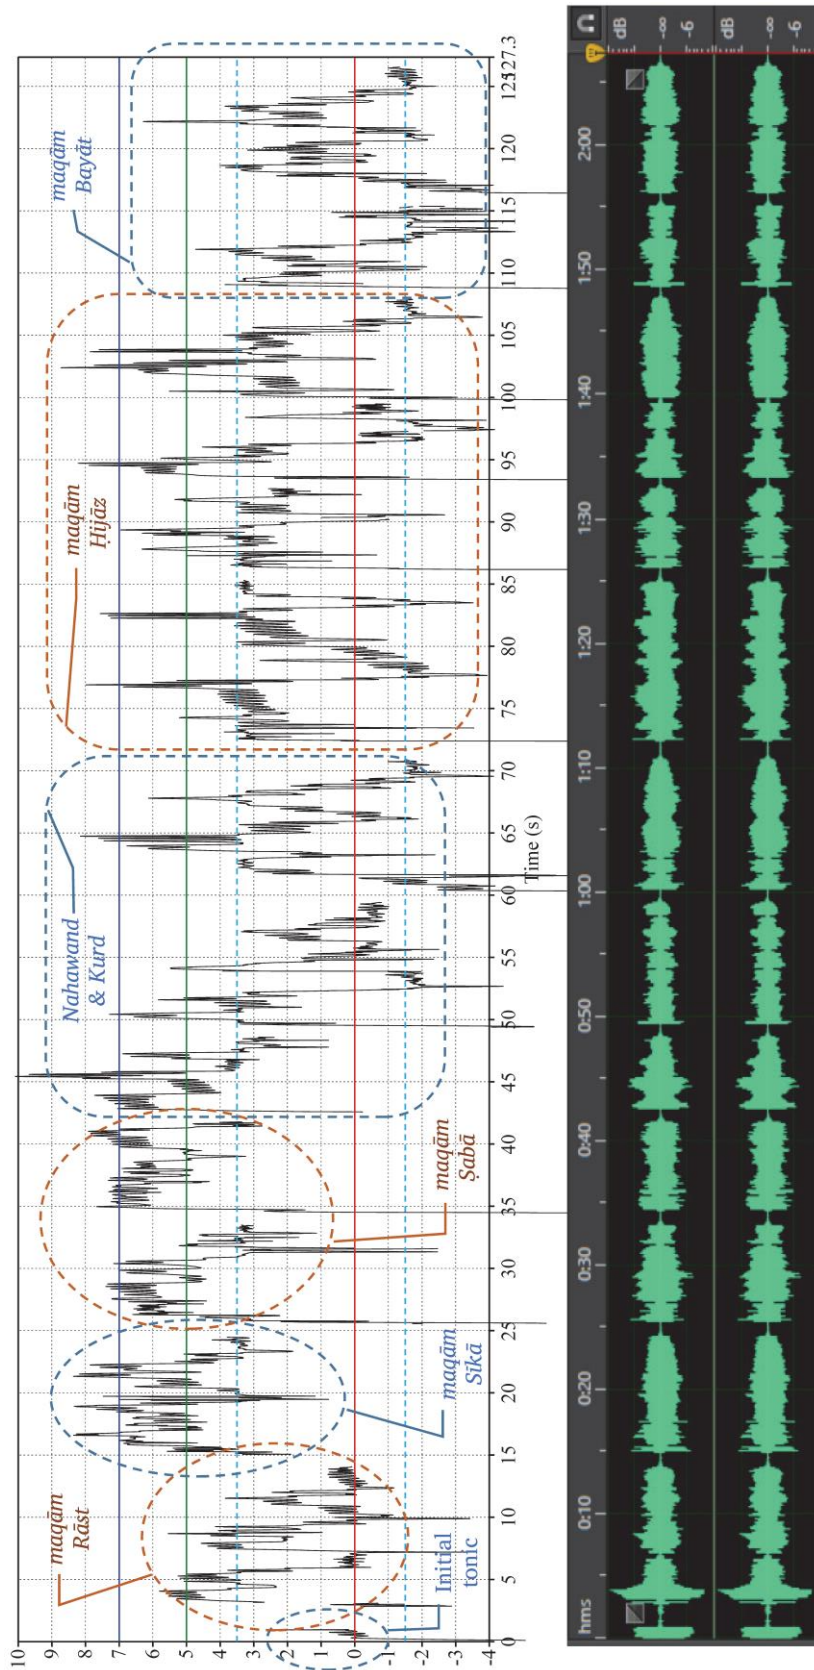 10
9
8
7
6
5
4
3
2
1
0
-1
-2
-3
-4
maqām
Rāst
Nahawand
& Kurd
maqām
Ḥijāz
maqām
Bayāt
Initial
tonic
maqām
Sīkā
maqām
Ṣabā
0 5 10 15 20 25 30 35 40 45 50 55 60 65 70 75 80 85 90 95 100 105 110 115 120 125 127.3
Time (s)
hms 0:10 0:20 0:30 0:40 0:50 1:00 1:10 1:20 1:30 1:40 1:50 2:00
dB
-∞
-6
dB
-∞
-6